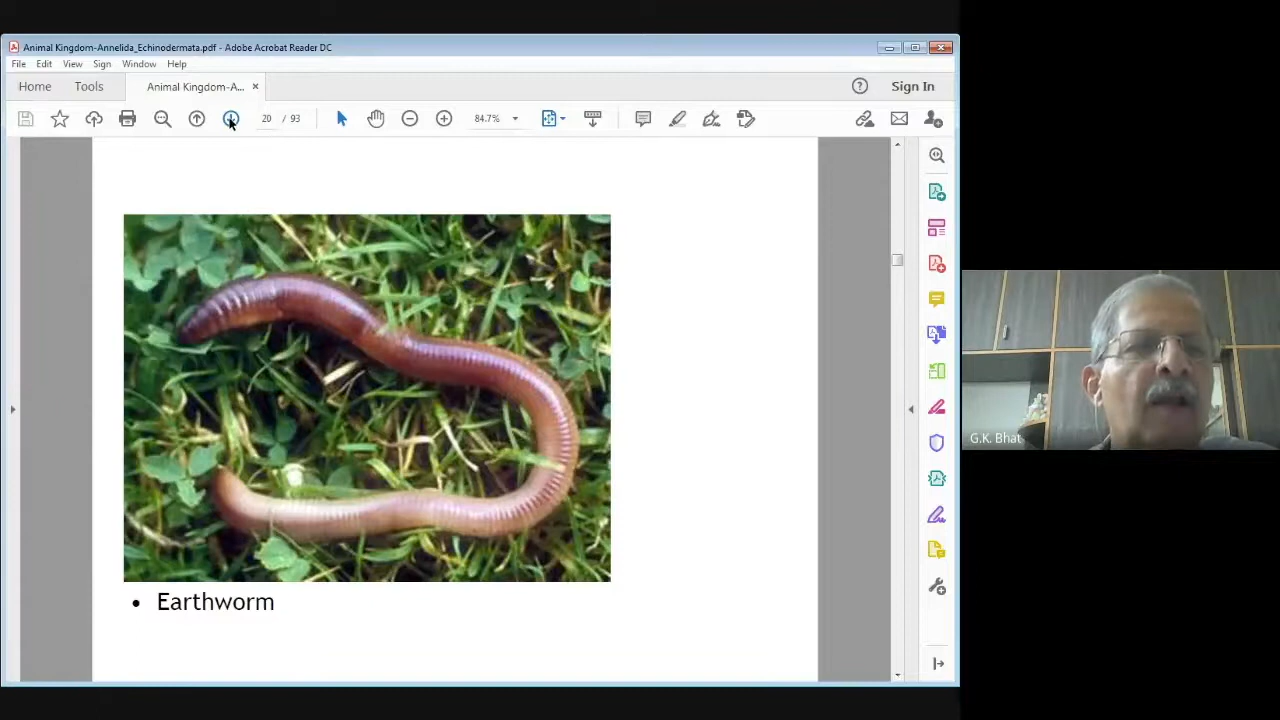 Animal Kingdom-Annelida_Echinodermata.pdf - Adobe Acrobat Reader DC
File Edit View Sign Window Help
Home Tools Animal Kingdom-A... × Sign In
20 / 93 84.7%
• Earthworm
G.K. Bhat